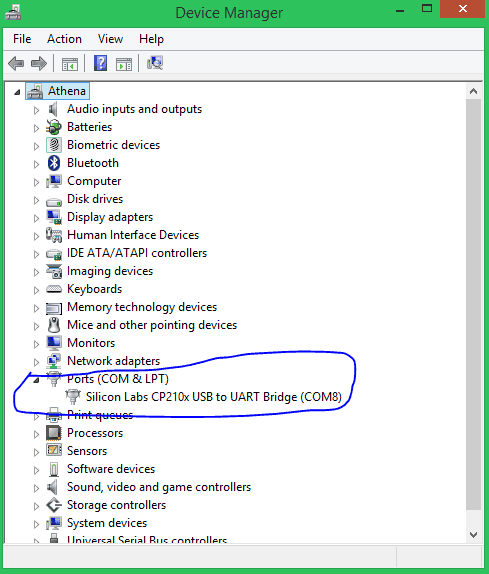 Device Manager
File Action View Help
Athena
Audio inputs and outputs
Batteries
Biometric devices
Bluetooth
Computer
Disk drives
Display adapters
Human Interface Devices
IDE ATA/ATAPI controllers
Imaging devices
Keyboards
Memory technology devices
Mice and other pointing devices
Monitors
Network adapters
Ports (COM & LPT)
Silicon Labs CP210x USB to UART Bridge (COM8)
Print queues
Processors
Sensors
Software devices
Sound, video and game controllers
Storage controllers
System devices
Universal Serial Bus controllers